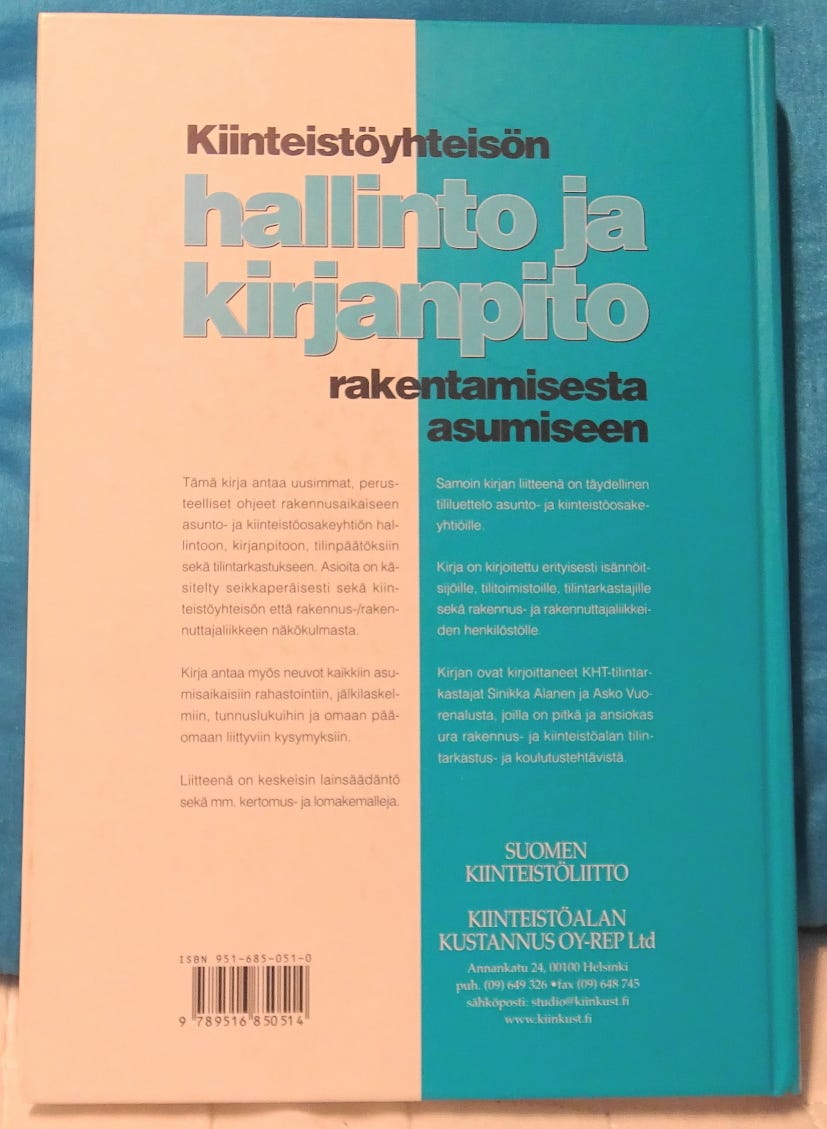 Kiinteistöyhteisön
hallinto ja
kirjanpito
rakentamisesta
asumiseen
Tämä kirja antaa uusimmat, perus-
teelliset ohjeet rakennusaikaiseen
asunto- ja kiinteistöosakeyhtiön hal-
lintoon, kirjanpitoon, tilinpäätöksiin
sekä tilintarkastukseen. Asioita on kä-
sitelty seikkaperäisesti sekä kiin-
teistöyhteisön että rakennus-/raken-
nuttajaliikkeen näkökulmasta.
Kirja antaa myös neuvot kaikkiin asu-
misaikaisiin rahastointiin, jälkilaskel-
miin, tunnuslukuihin ja omaan pää-
omaan liittyviin kysymyksiin.
Liitteenä on keskeisin lainsäädäntö
sekä mm. kertomus- ja lomakemalleja.
Samoin kirjan liitteenä on täydellinen
tililuettelo asunto- ja kiinteistöosake-
yhtiöille.
Kirja on kirjoitettu erityisesti isännöit-
sijöille, tilitoimistoille, tilintarkastajille
sekä rakennus- ja rakennuttajaliikkei-
den henkilöstölle.
Kirjan ovat kirjoittaneet KHT-tilintar-
kastajat Sinikka Alanen ja Asko Vuo-
renalusta, joilla on pitkä ja ansiokas
ura rakennus- ja kiinteistöalan tilin-
tarkastus- ja koulutustehtävistä.
SUOMEN
KIINTEISTÖLIITTO
KIINTEISTÖALAN
KUSTANNUS OY-REP Ltd
Annankatu 24, 00100 Helsinki
puh. (09) 649 326 •fax (09) 648 745
sähköposti: studio@kiinkust.fi
www.kiinkust.fi
ISBN 951-685-051-0
9 789516 850514